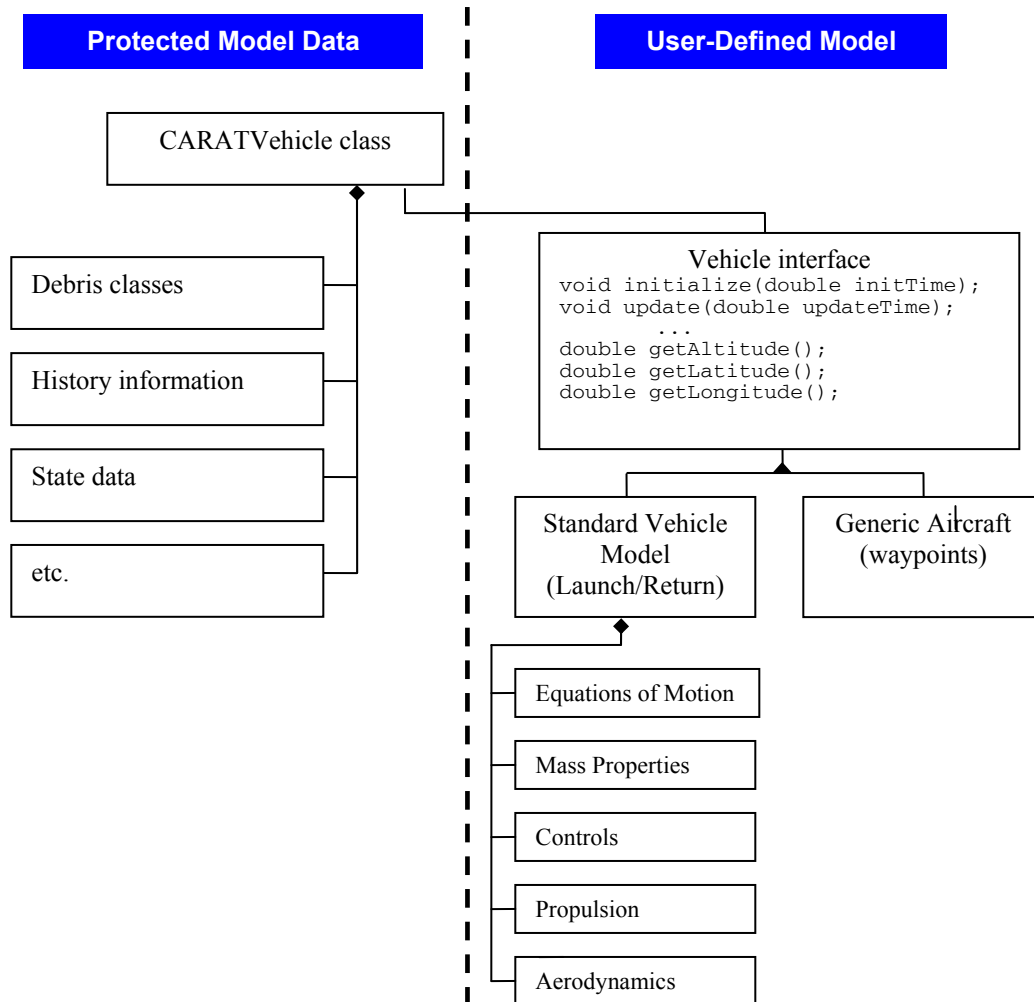 Protected Model Data
User-Defined Model
CARATVehicle class
Debris classes
History information
State data
etc.
Vehicle interface
void initialize(double initTime);
void update(double updateTime);
...
double getAltitude();
double getLatitude();
double getLongitude();
Standard Vehicle
Model
(Launch/Return)
Generic Aircraft
(waypoints)
Equations of Motion
Mass Properties
Controls
Propulsion
Aerodynamics